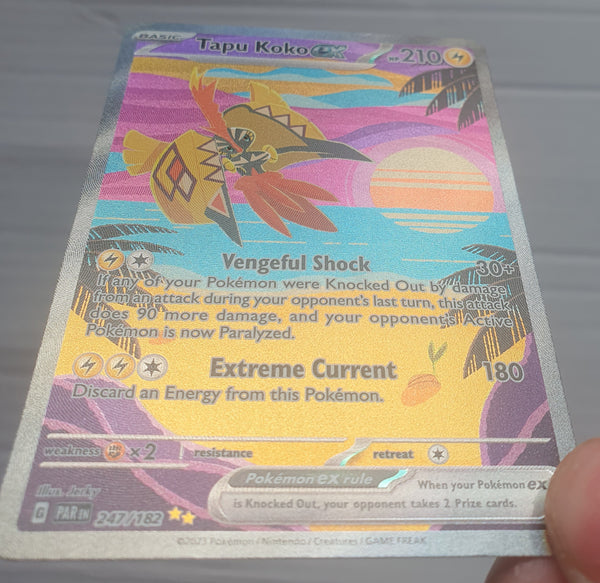 BASIC Tapu Koko ex HP 210
Vengeful Shock 30+
If any of your Pokémon were Knocked Out by damage
from an attack during your opponent's last turn, this attack
does 90 more damage, and your opponent's Active
Pokémon is now Paralyzed.
Extreme Current 180
Discard an Energy from this Pokémon.
weakness ×2 resistance retreat
Pokémon ex rule When your Pokémon ex
is Knocked Out, your opponent takes 2 Prize cards.
Illus. Jerky
G PAR EN 247/182
©2023 Pokémon / Nintendo / Creatures / GAME FREAK